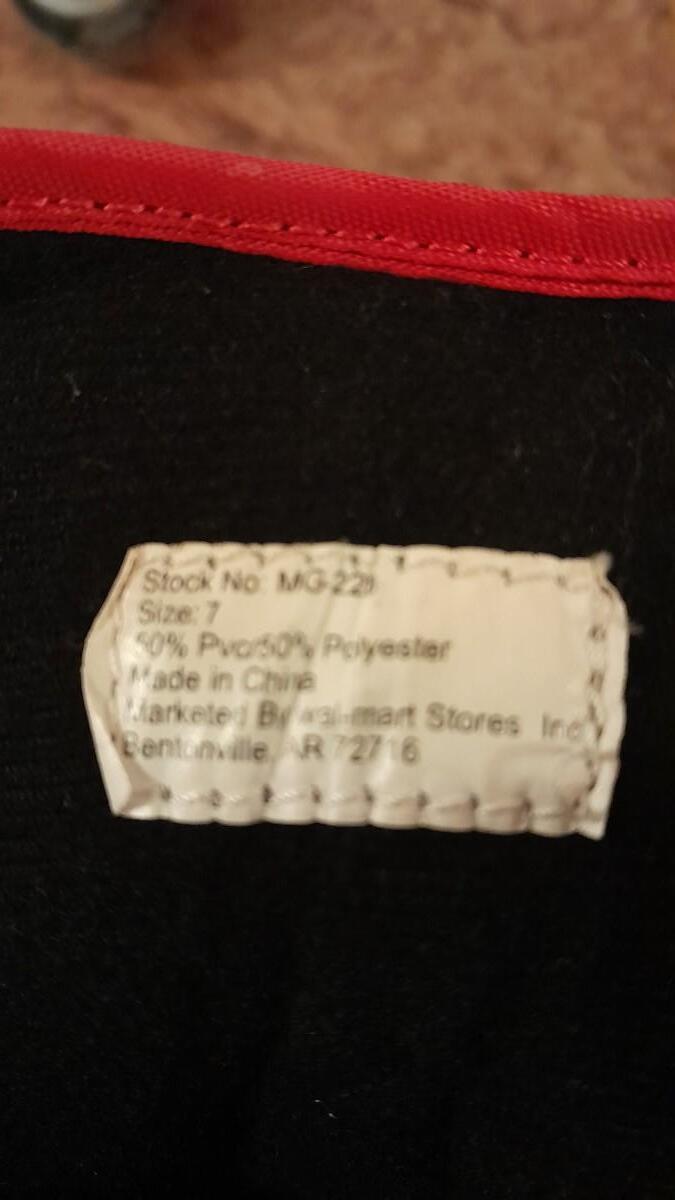 Stock No: MG-229
Size: 7
50% Pvc/50% Polyester
Made in China
Marketed By wal-mart Stores Inc
Bentonville, AR 72716